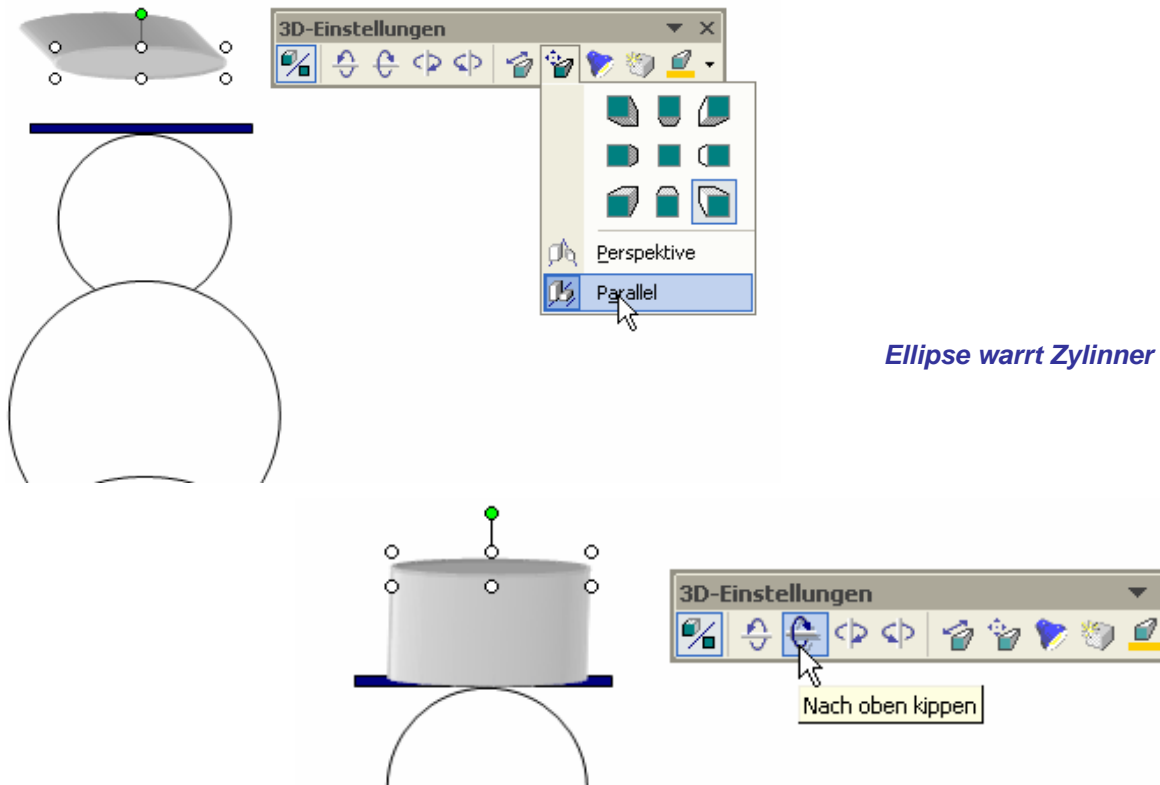 3D-Einstellungen
Perspektive
Parallel
Ellipse warrt Zylinner
3D-Einstellungen
Nach oben kippen